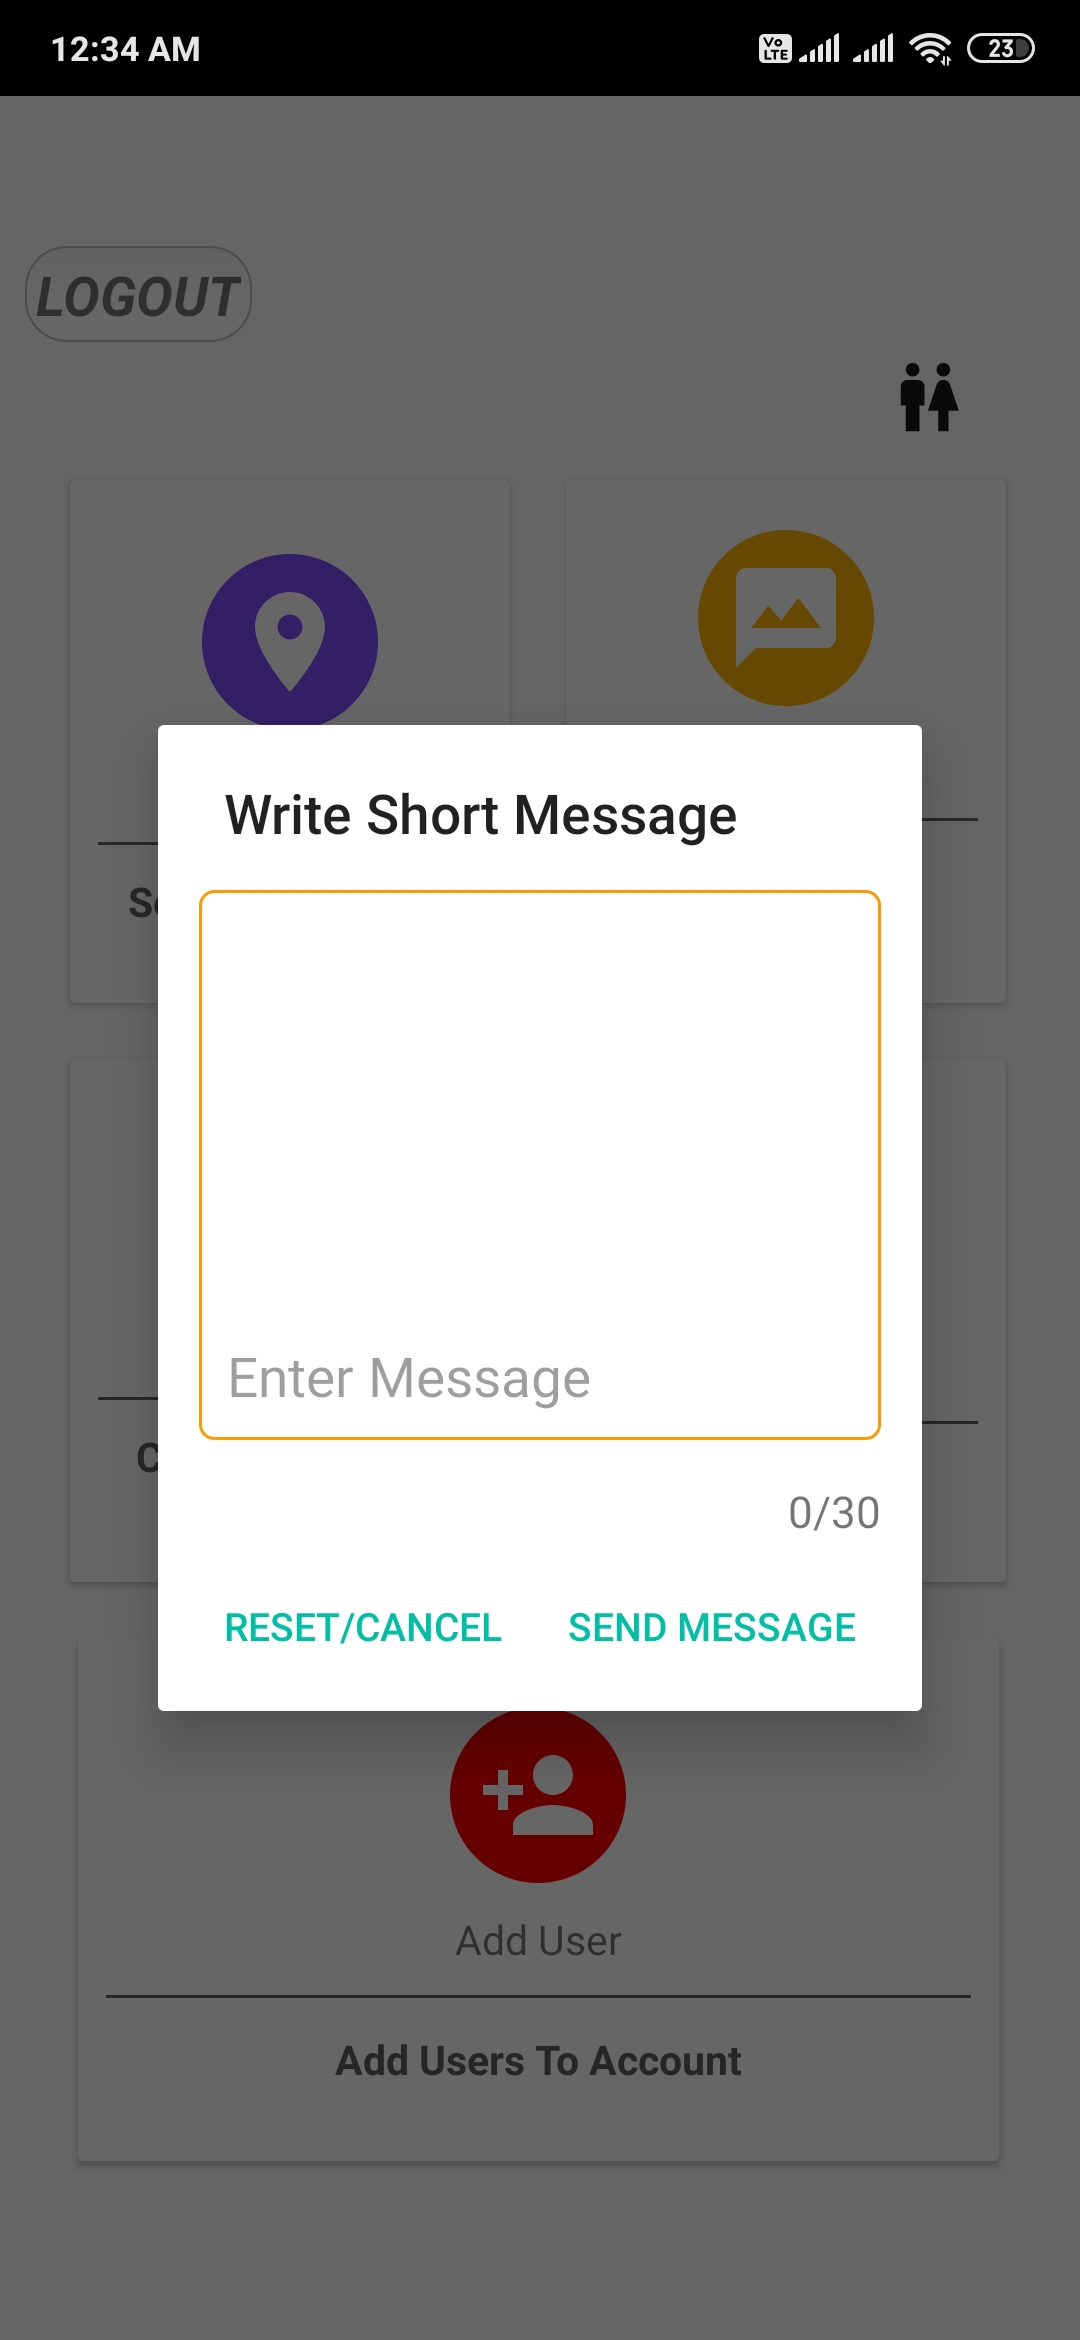 12:34 AM
Vo LTE
23
LOGOUT
Write Short Message
Enter Message
0/30
RESET/CANCEL SEND MESSAGE
Add User
Add Users To Account